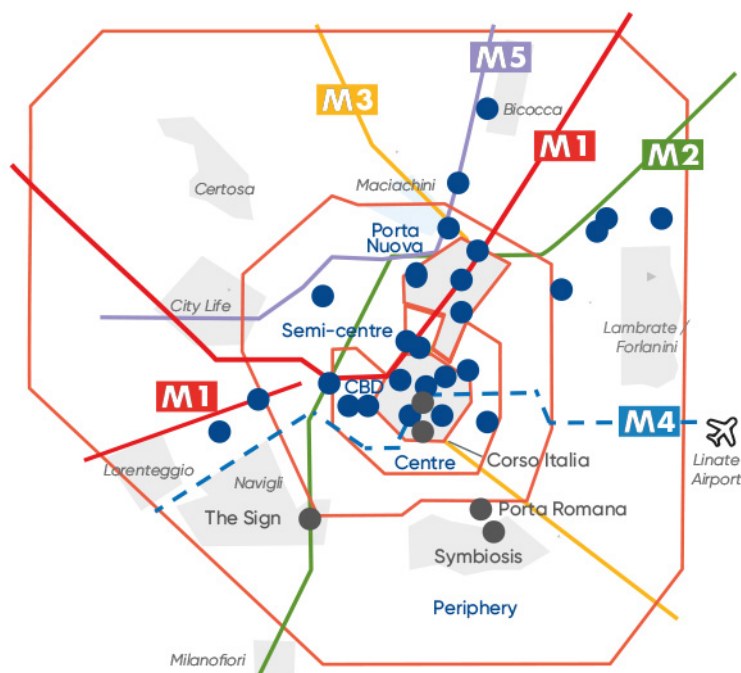 M5
M3
Bicocca
M1
M2
Maciachini
Certosa
Porta
Nuova
City Life
Semi-centre
Lambrate /
Forlanini
CBD
M1
M4
Linate
Airport
Lorenteggio
Navigli
Centre
Corso Italia
The Sign
Porta Romana
Symbiosis
Periphery
Milanofiori